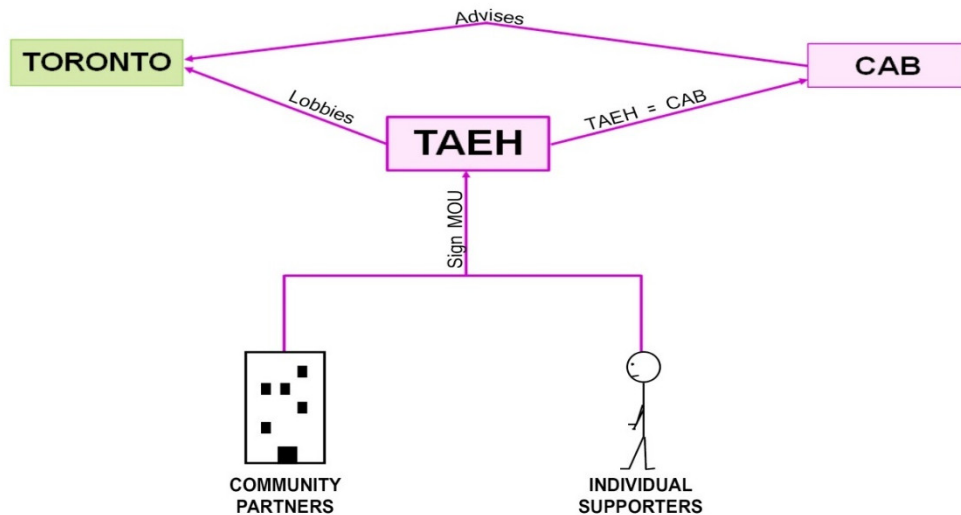 Advises
TORONTO
CAB
Lobbies
TAEH = CAB
TAEH
Sign MOU
COMMUNITY
PARTNERS
INDIVIDUAL
SUPPORTERS